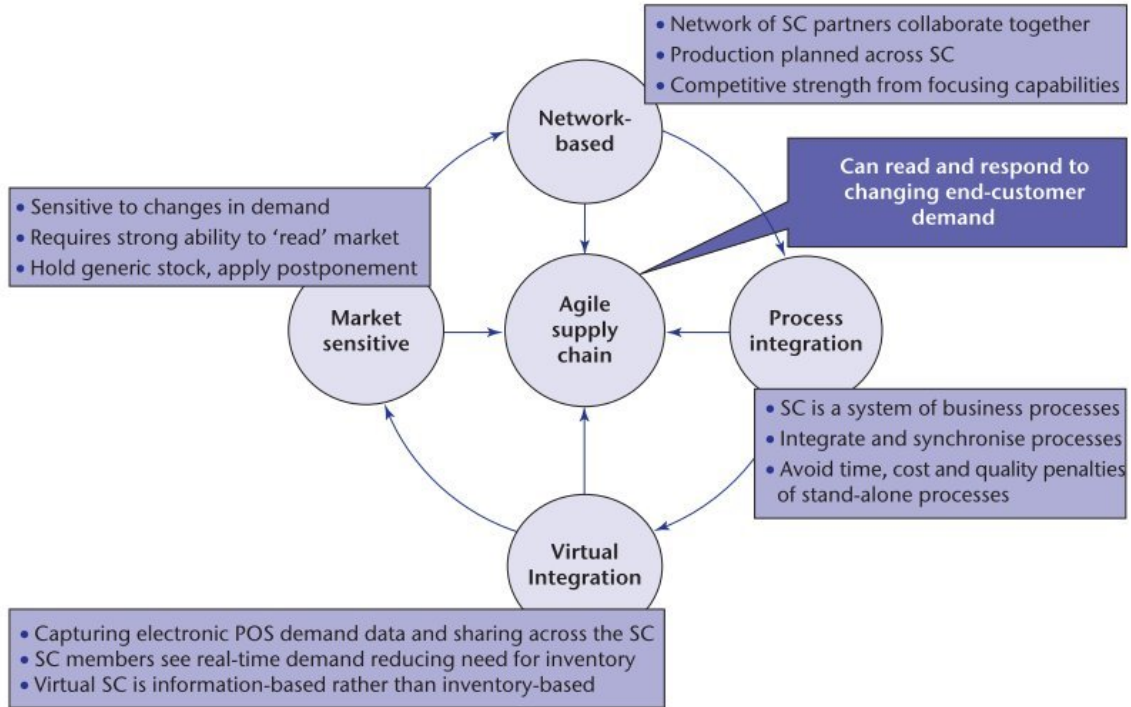 • Network of SC partners collaborate together
• Production planned across SC
• Competitive strength from focusing capabilities
Network-
based
Can read and respond to
changing end-customer
demand
• Sensitive to changes in demand
• Requires strong ability to ‘read’ market
• Hold generic stock, apply postponement
Market
sensitive
Agile
supply
chain
Process
integration
• SC is a system of business processes
• Integrate and synchronise processes
• Avoid time, cost and quality penalties
of stand-alone processes
Virtual
Integration
• Capturing electronic POS demand data and sharing across the SC
• SC members see real-time demand reducing need for inventory
• Virtual SC is information-based rather than inventory-based